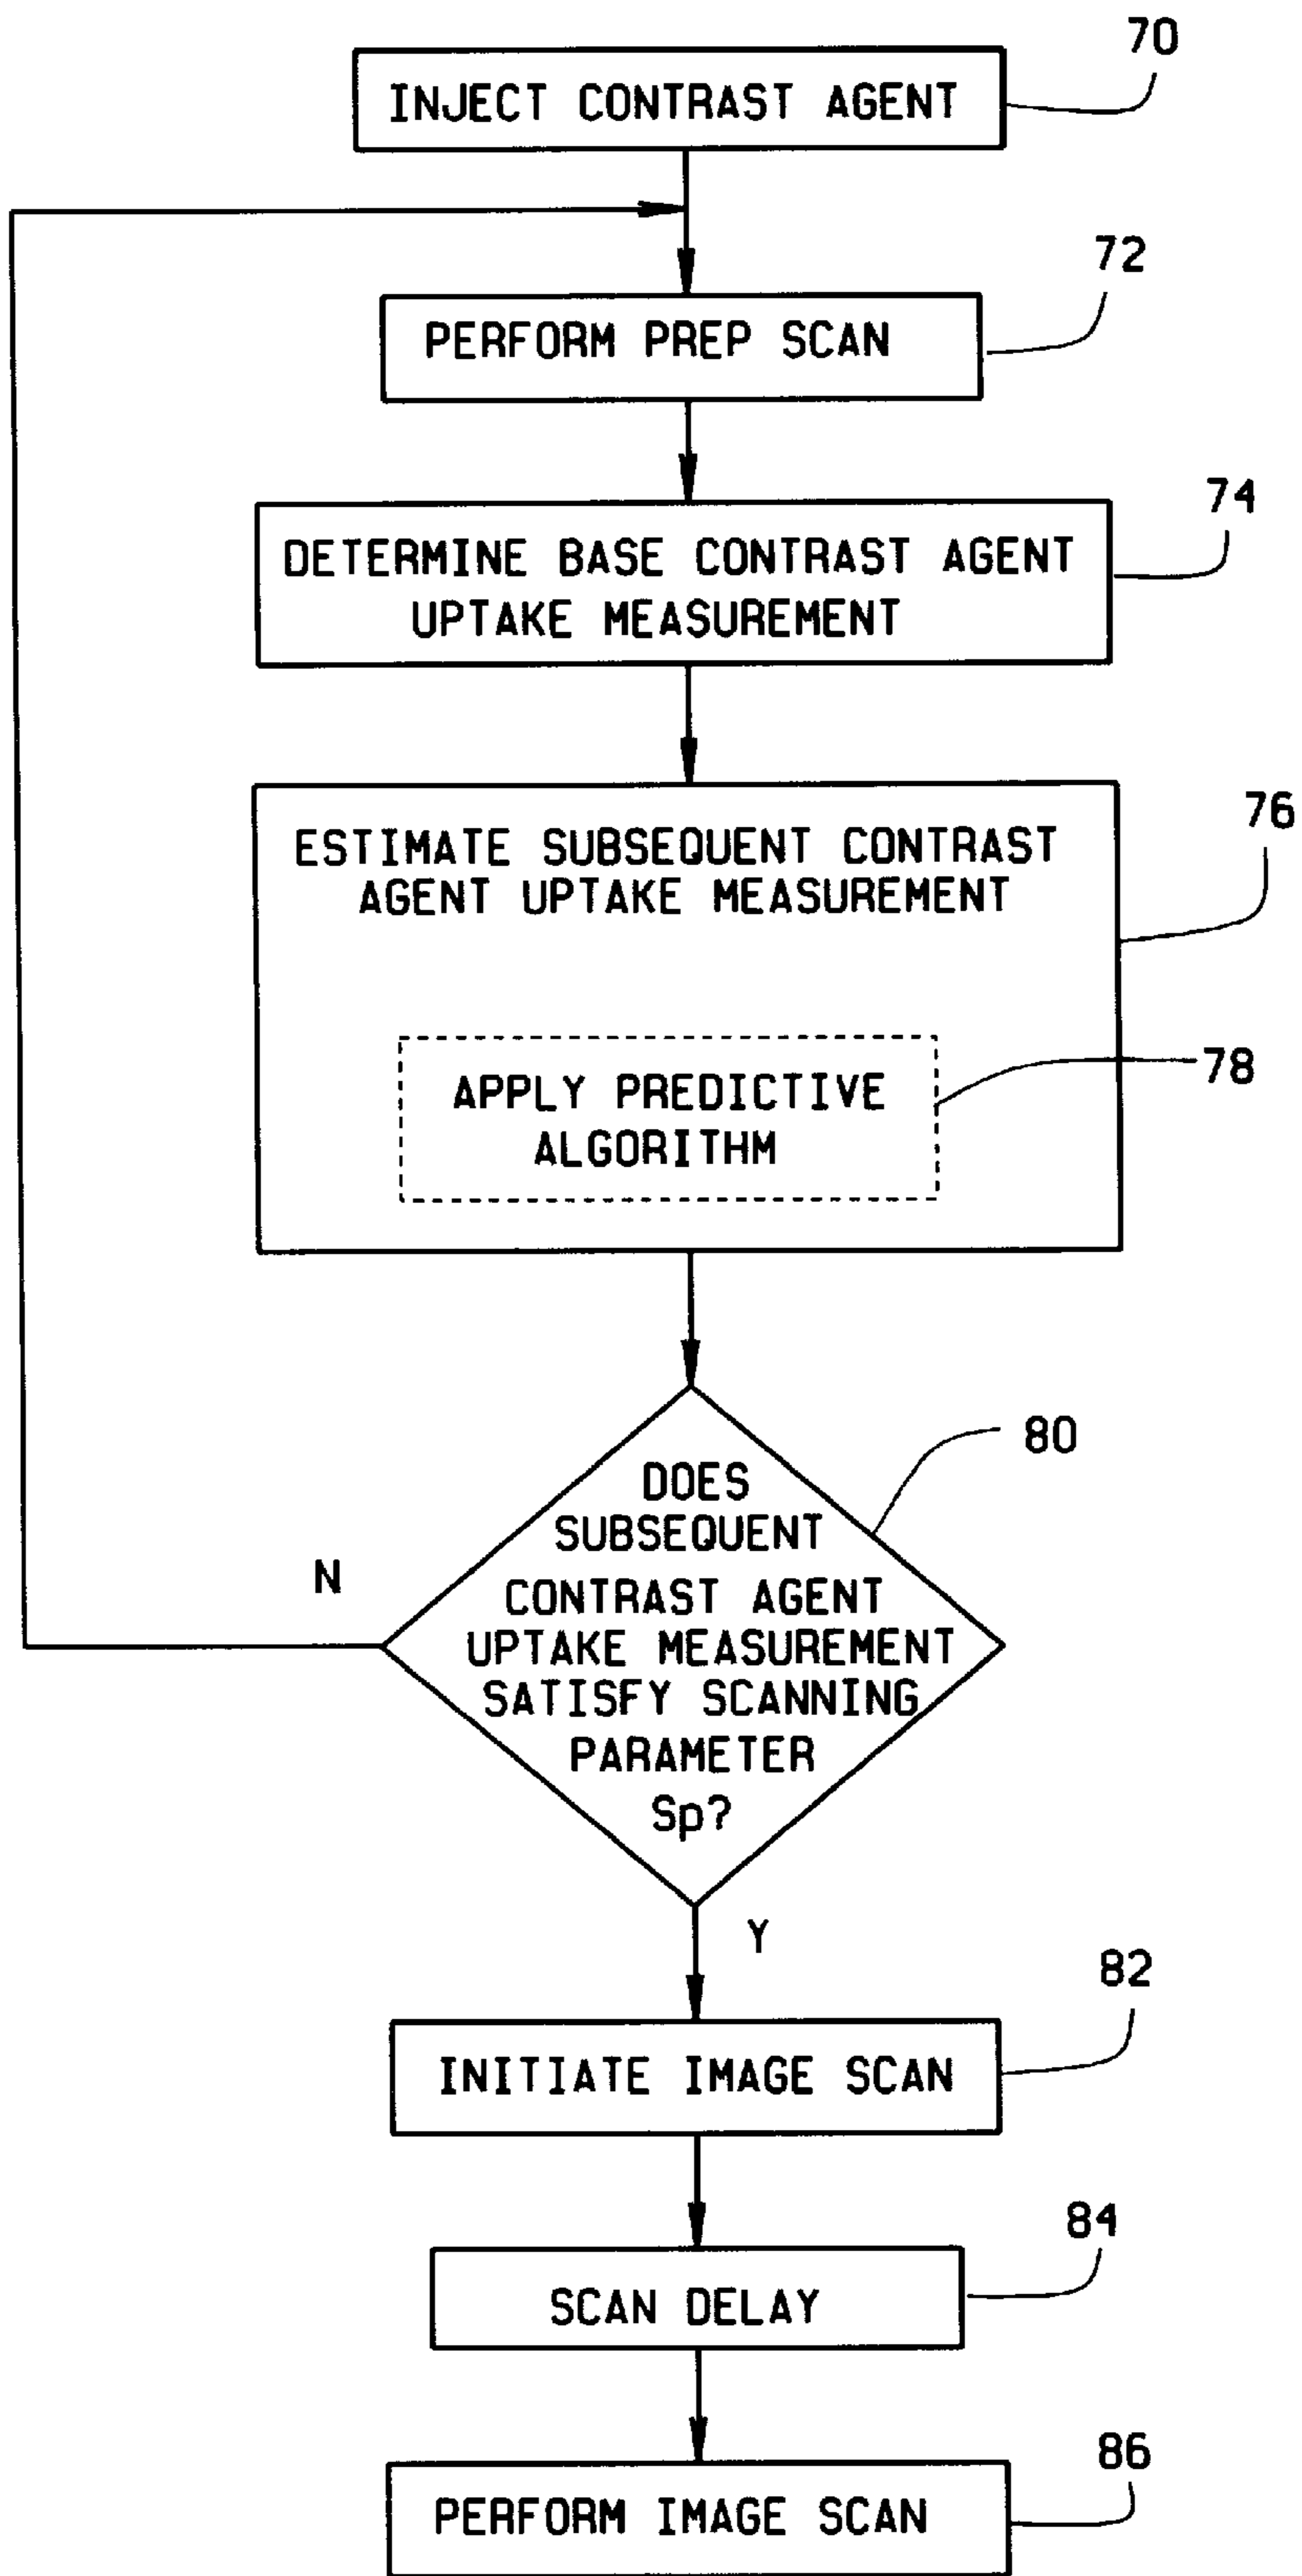 70
INJECT CONTRAST AGENT
72
PERFORM PREP SCAN
74
DETERMINE BASE CONTRAST AGENT
UPTAKE MEASUREMENT
76
ESTIMATE SUBSEQUENT CONTRAST
AGENT UPTAKE MEASUREMENT
78
APPLY PREDICTIVE
ALGORITHM
80
DOES
SUBSEQUENT
CONTRAST AGENT
UPTAKE MEASUREMENT
SATISFY SCANNING
PARAMETER
Sp?
N
Y
82
INITIATE IMAGE SCAN
84
SCAN DELAY
86
PERFORM IMAGE SCAN